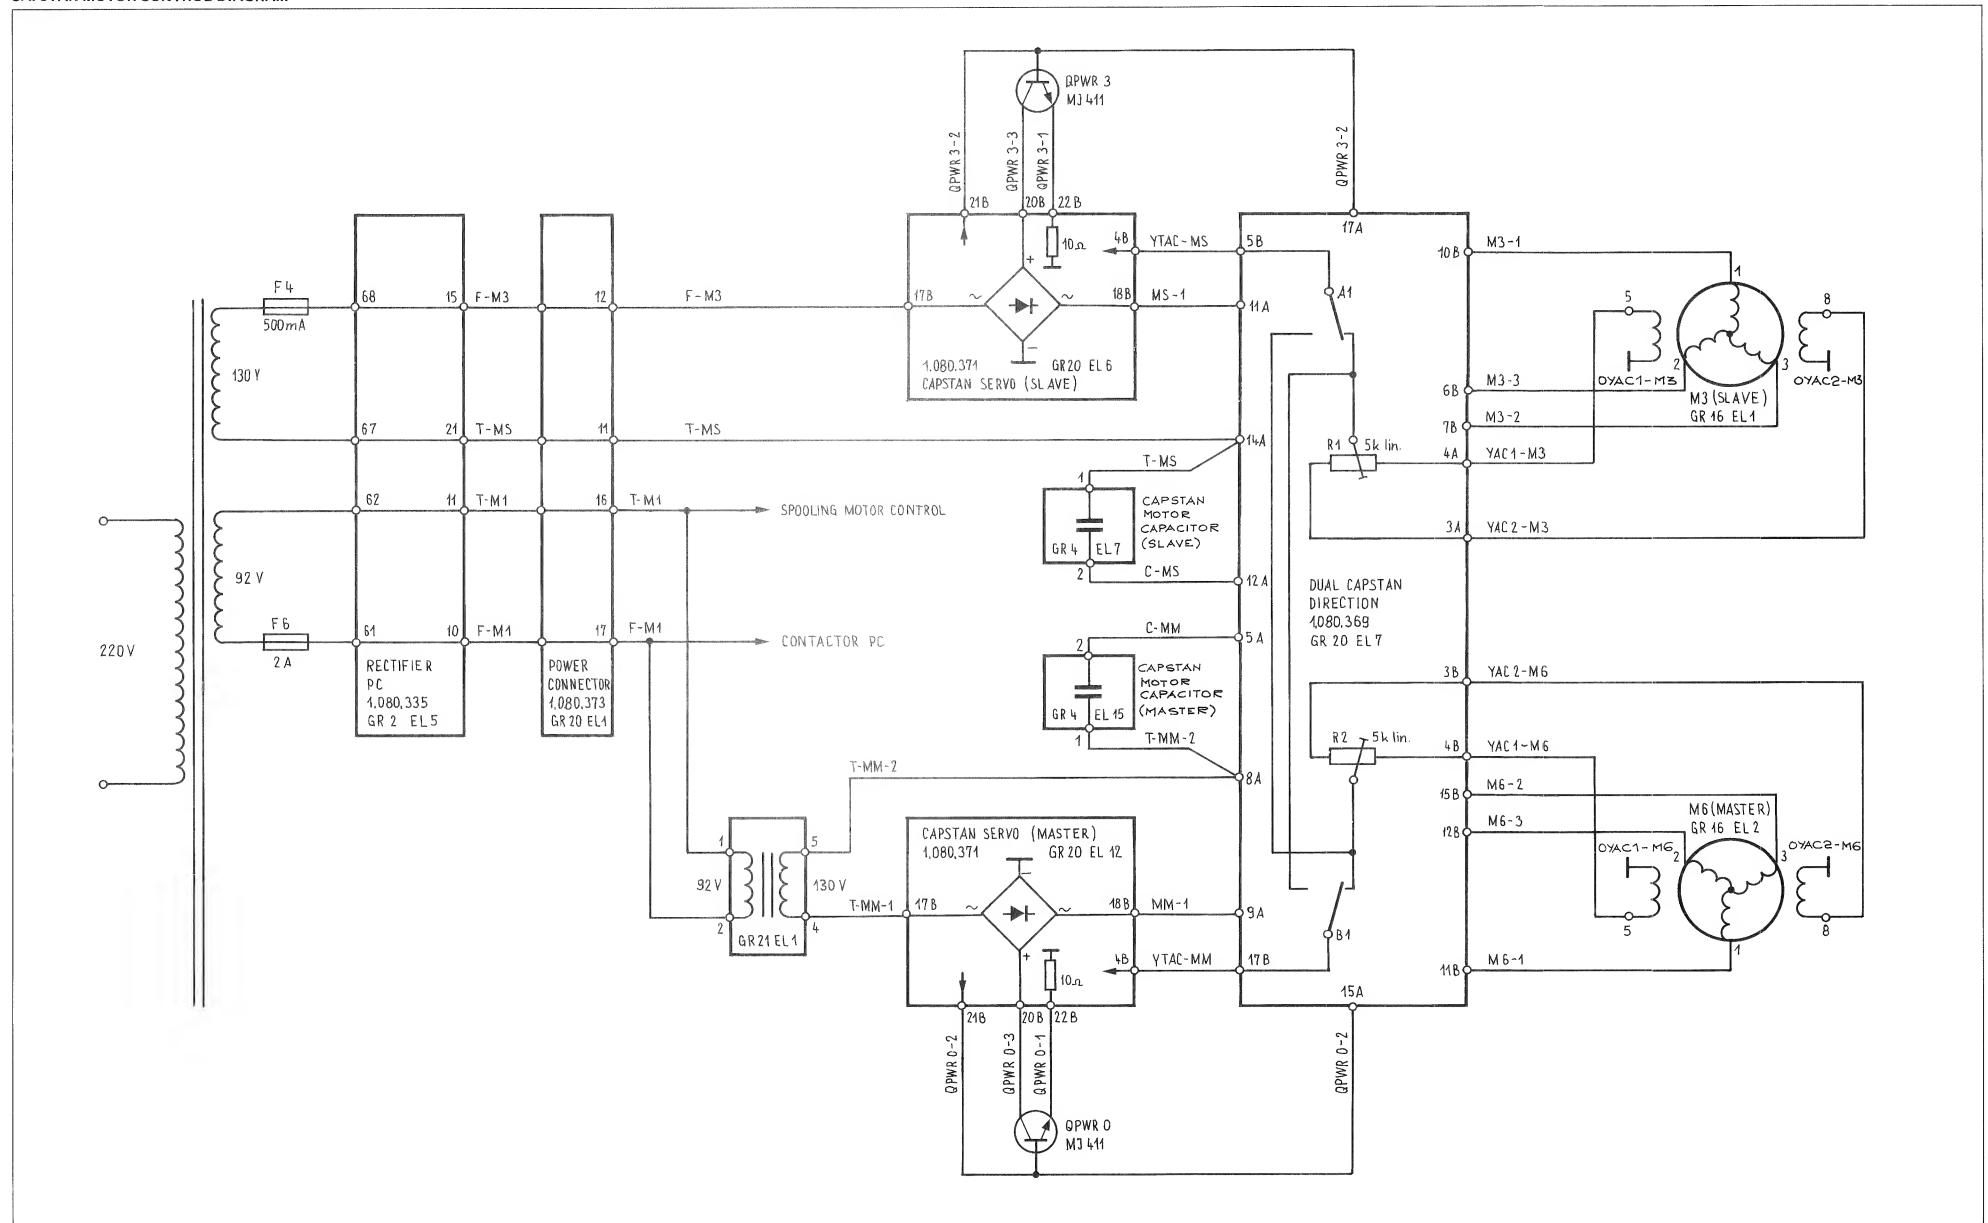 QPWR 3
MJ 411
QPWR 3-2
QPWR 3-3
QPWR 3-1
QPWR 3-2
21B
20B
22B
17A
10Ω
4B
YTAC-MS
5B
10B
M3-1
1
F4
500mA
68
15
F-M3
12
F-M3
17B
~
+
~
18B
MS-1
11A
A1
5
8
130V
−
1.080.371
GR20 EL6
CAPSTAN SERVO (SLAVE)
2
3
OYAC1-M3
OYAC2-M3
6B
M3-3
M3 (SLAVE)
GR 16 EL1
7B
M3-2
67
21
T-MS
11
T-MS
14A
R1
5k lin.
4A
YAC1-M3
T-MS
1
CAPSTAN
MOTOR
CAPACITOR
(SLAVE)
GR 4
EL7
2
C-MS
12A
62
11
T-M1
16
T-M1
SPOOLING MOTOR CONTROL
3A
YAC2-M3
92V
DUAL CAPSTAN
DIRECTION
1.080.369
GR 20 EL7
F6
2A
61
10
F-M1
17
F-M1
CONTACTOR PC
220V
RECTIFIER
PC
1.080.335
GR 2 EL5
POWER
CONNECTOR
1.080.373
GR 20 EL1
C-MM
5A
2
CAPSTAN
MOTOR
CAPACITOR
(MASTER)
GR 4
EL 15
1
T-MM-2
3B
YAC2-M6
R2
5k lin.
4B
YAC1-M6
T-MM-2
8A
15B
M6-2
M6 (MASTER)
GR 16 EL 2
12B
M6-3
1
5
92V
130V
2
4
GR21 EL1
T-MM-1
CAPSTAN SERVO (MASTER)
1.080.371
GR20 EL 12
−
17B
~
~
18B
MM-1
9A
+
10Ω
4B
YTAC-MM
17B
B1
OYAC1-M6
2
3
OYAC2-M6
5
8
1
11B
M6-1
15A
21B
20B
22B
QPWR 0-2
QPWR 0-3
QPWR 0-1
QPWR 0-2
QPWR 0
MJ 411